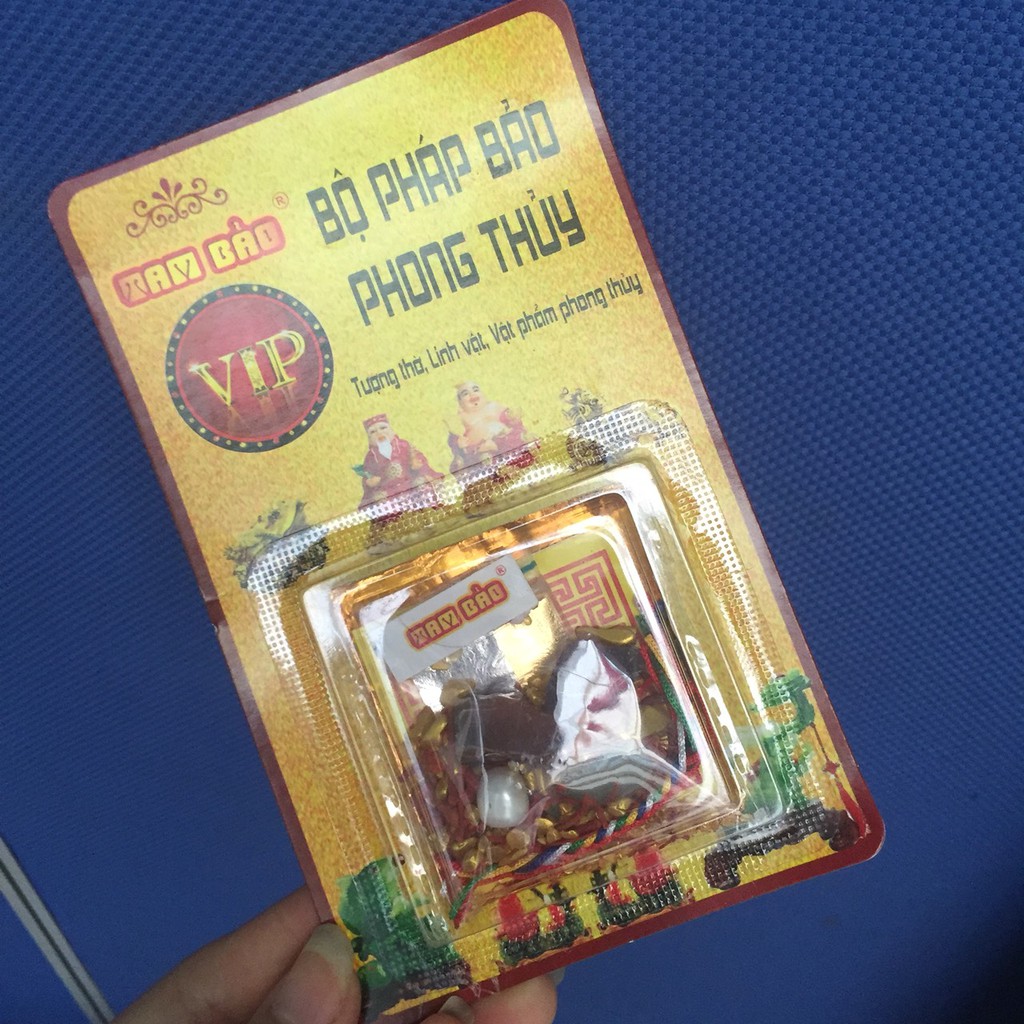 TAM BẢO ®
BỘ PHÁP BẢO
PHONG THỦY
VIP
Tượng thờ, Linh vật, Vật phẩm phong thủy
TAM BẢO ®